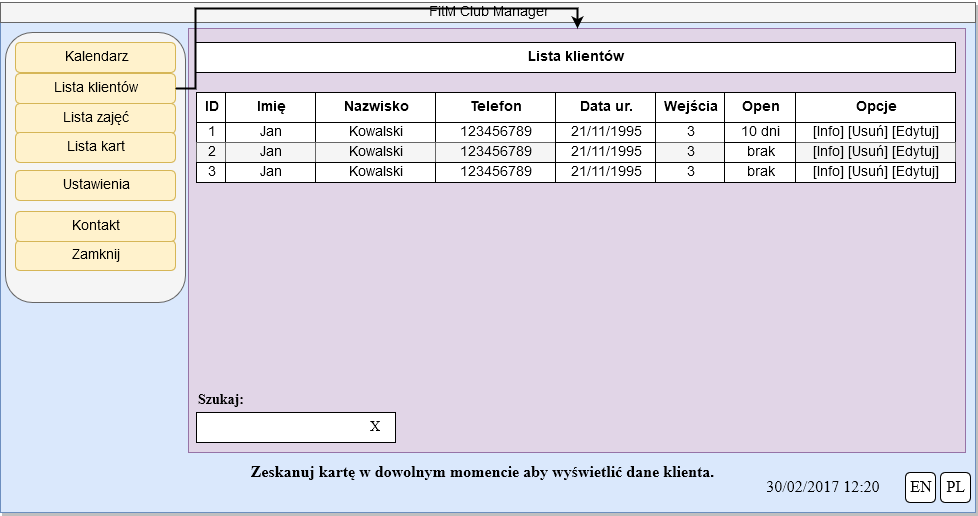 FitM Club Manager
Kalendarz
Lista klientów
Lista zajęć
Lista kart
Ustawienia
Kontakt
Zamknij
Lista klientów
ID Imię Nazwisko Telefon Data ur. Wejścia Open Opcje
1 Jan Kowalski 123456789 21/11/1995 3 10 dni [Info] [Usuń] [Edytuj]
2 Jan Kowalski 123456789 21/11/1995 3 brak [Info] [Usuń] [Edytuj]
3 Jan Kowalski 123456789 21/11/1995 3 brak [Info] [Usuń] [Edytuj]
Szukaj:
X
Zeskanuj kartę w dowolnym momencie aby wyświetlić dane klienta.
30/02/2017 12:20 EN PL